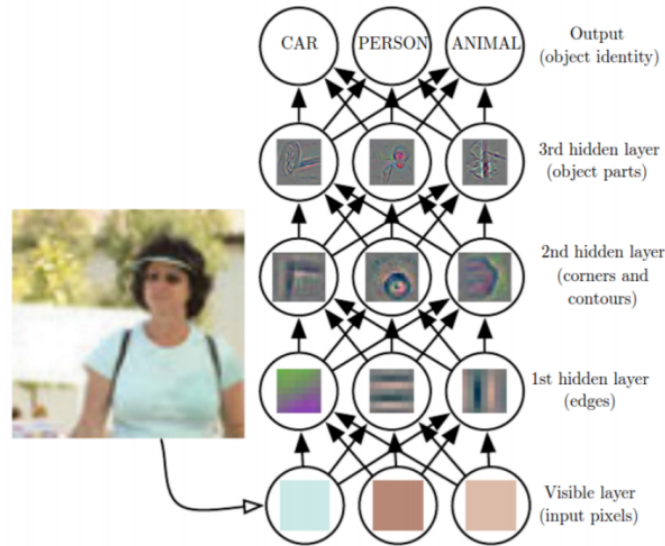 CAR PERSON ANIMAL
Output
(object identity)
3rd hidden layer
(object parts)
2nd hidden layer
(corners and
contours)
1st hidden layer
(edges)
Visible layer
(input pixels)